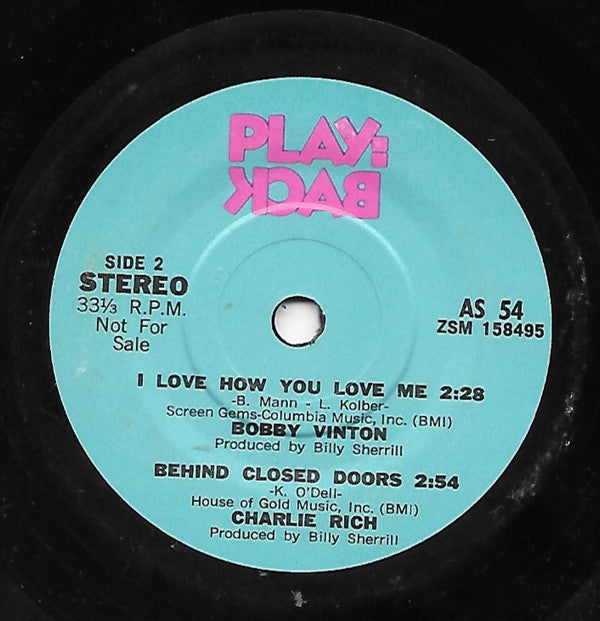 PLAY:
BACK
SIDE 2
STEREO
33⅓ R.P.M.
Not For
Sale
AS 54
ZSM 158495
I LOVE HOW YOU LOVE ME 2:28
-B. Mann - L. Kolber-
Screen Gems-Columbia Music, Inc. (BMI)
BOBBY VINTON
Produced by Billy Sherrill
BEHIND CLOSED DOORS 2:54
-K. O'Dell-
House of Gold Music, Inc. (BMI)
CHARLIE RICH
Produced by Billy Sherrill